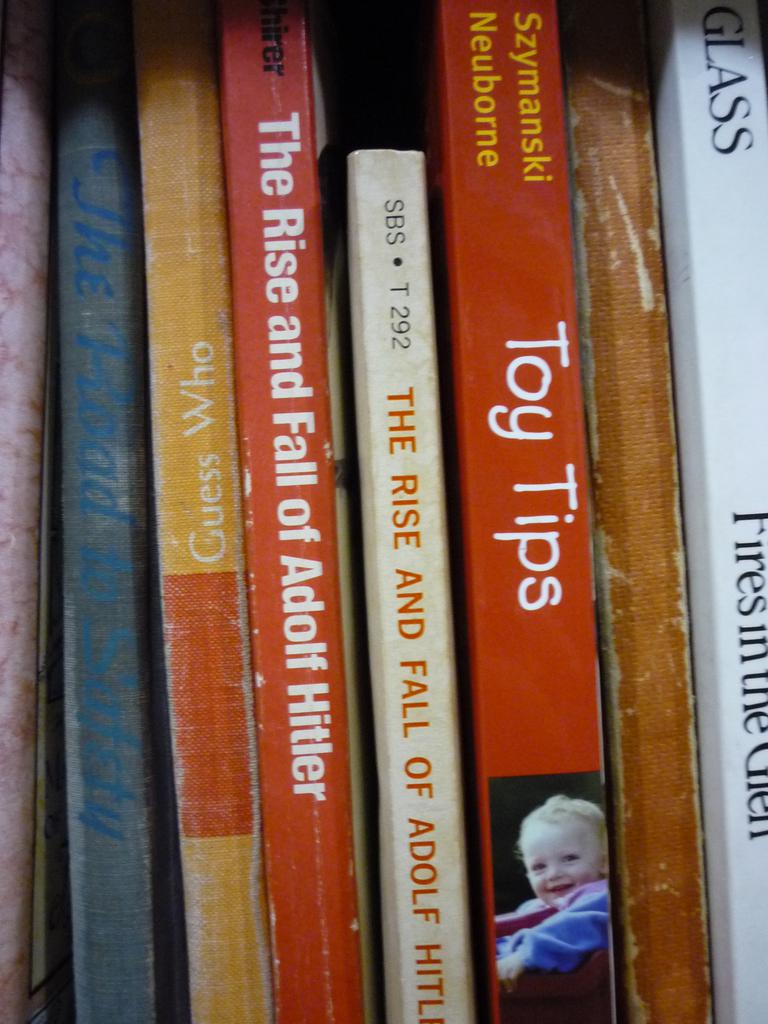 The Road to Safety
Guess Who
Shirer
The Rise and Fall of Adolf Hitler
SBS • T 292 THE RISE AND FALL OF ADOLF HITLE
Szymanski
Neuborne
Toy Tips
GLASS
Fires in the Glen